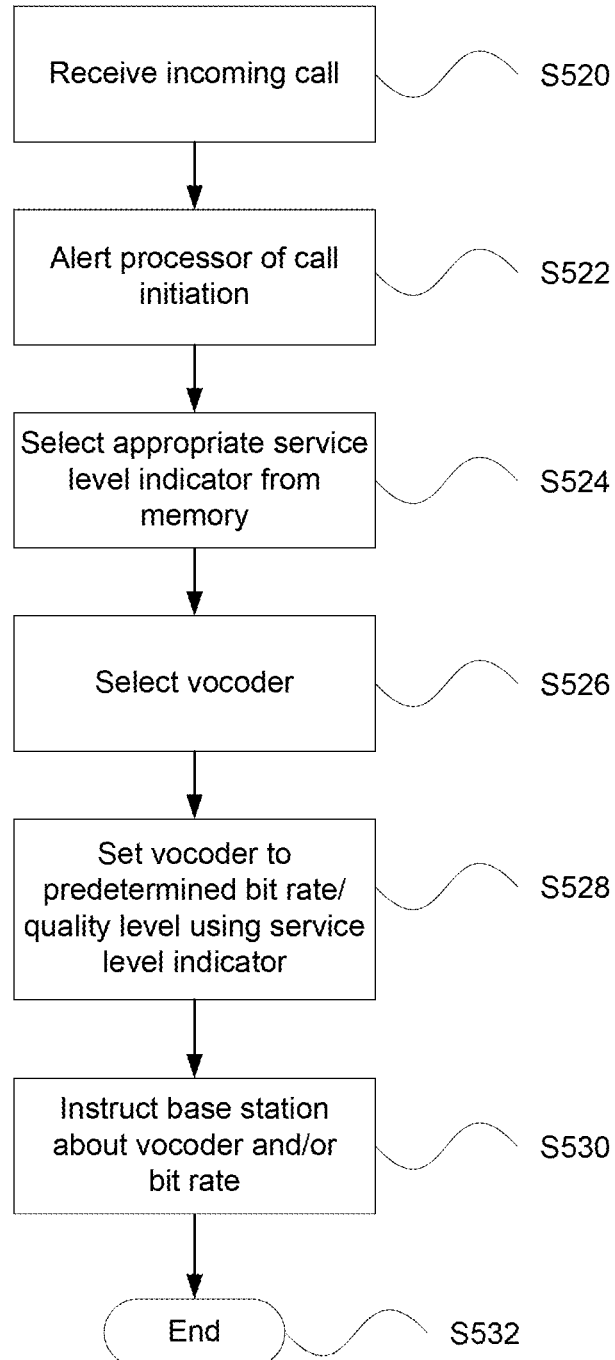 Receive incoming call
S520
Alert processor of call
initiation
S522
Select appropriate service
level indicator from
memory
S524
Select vocoder
S526
Set vocoder to
predetermined bit rate/
quality level using service
level indicator
S528
Instruct base station
about vocoder and/or
bit rate
S530
End
S532